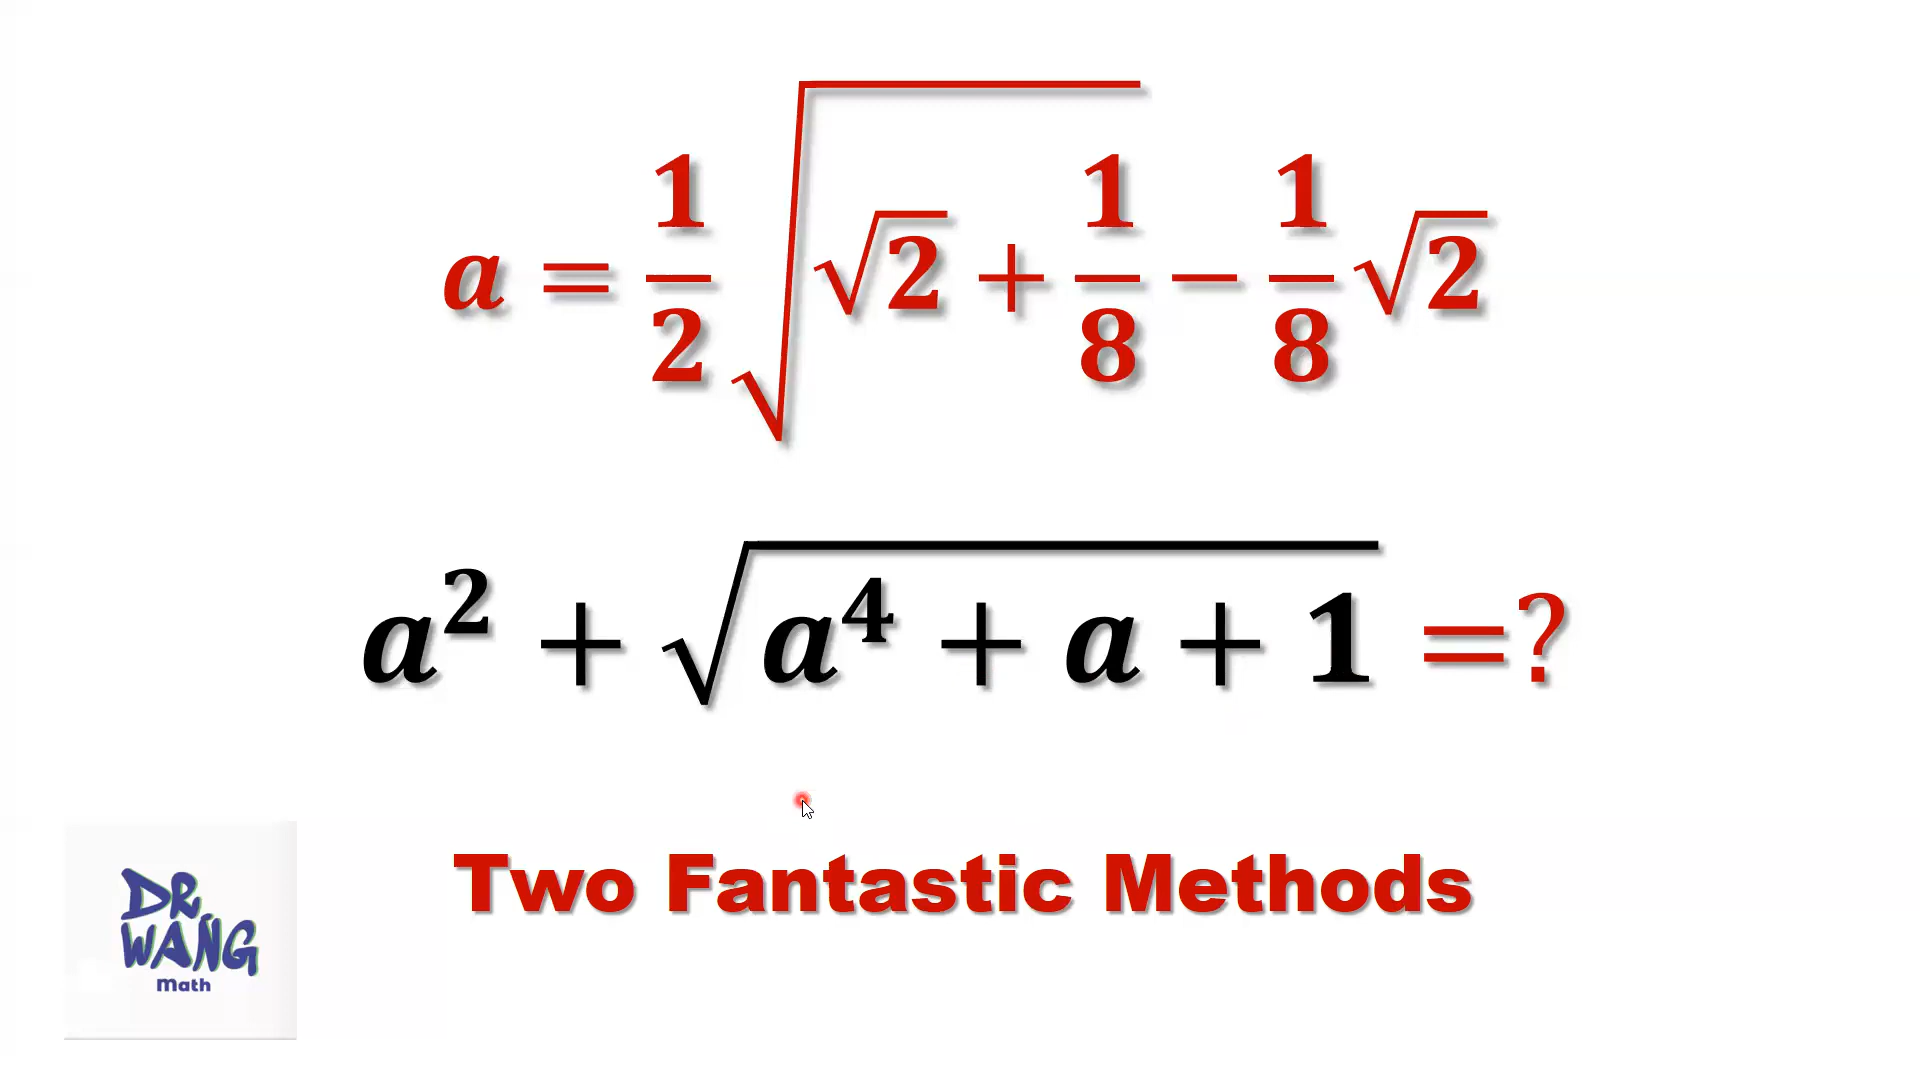 a = 1/2 √(√2 + 1/8) − 1/8 √2
a² + √(a⁴ + a + 1) =?
Two Fantastic Methods
DR
WANG
Math